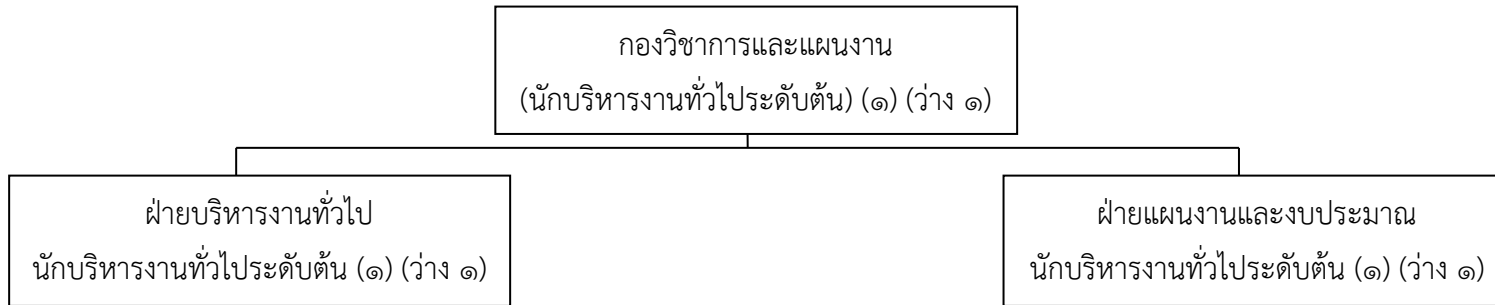 กองวิชาการและแผนงาน
(นักบริหารงานทั่วไประดับต้น) (๑) (ว่าง ๑)
ฝ่ายบริหารงานทั่วไป
นักบริหารงานทั่วไประดับต้น (๑) (ว่าง ๑)
ฝ่ายแผนงานและงบประมาณ
นักบริหารงานทั่วไประดับต้น (๑) (ว่าง ๑)